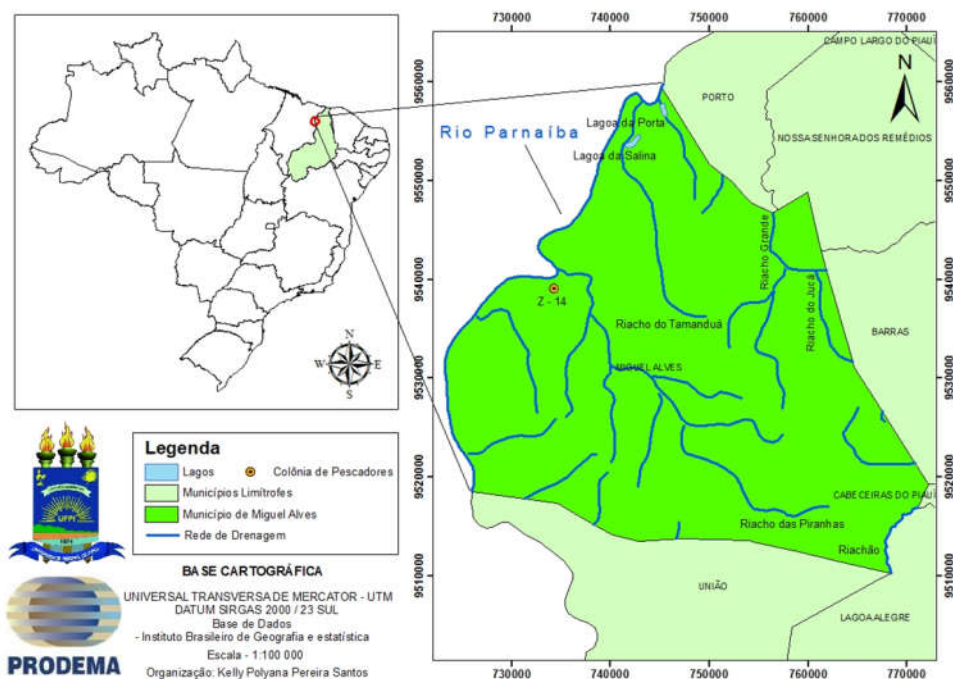 730000 740000 750000 760000 770000
CAMPO LARGO DO PIAUÍ
N
9560000 9560000
PORTO
Lagoa da Porta
Rio Parnaíba
NOSSA SENHORA DOS REMÉDIOS
Lagoa da Salina
9550000 9550000
Riacho Grande
9540000 9540000
Z - 14
Riacho do Jucá
Riacho do Tamanduá
BARRAS
N
W E
S
MIGUEL ALVES
9530000 9530000
9520000 9520000
CABECEIRAS DO PIAUÍ
Riacho das Piranhas
Riachão
9510000 9510000
UNIÃO
LAGOA ALEGRE
730000 740000 750000 760000 770000
Legenda
Lagos
Colônia de Pescadores
Municípios Limítrofes
Município de Miguel Alves
Rede de Drenagem
UFPI
BASE CARTOGRÁFICA
UNIVERSAL TRANSVERSA DE MERCATOR - UTM
DATUM SIRGAS 2000 / 23 SUL
Base de Dados
- Instituto Brasileiro de Geografia e estatística
Escala - 1:100 000
Organização: Kelly Polyana Pereira Santos
PRODEMA